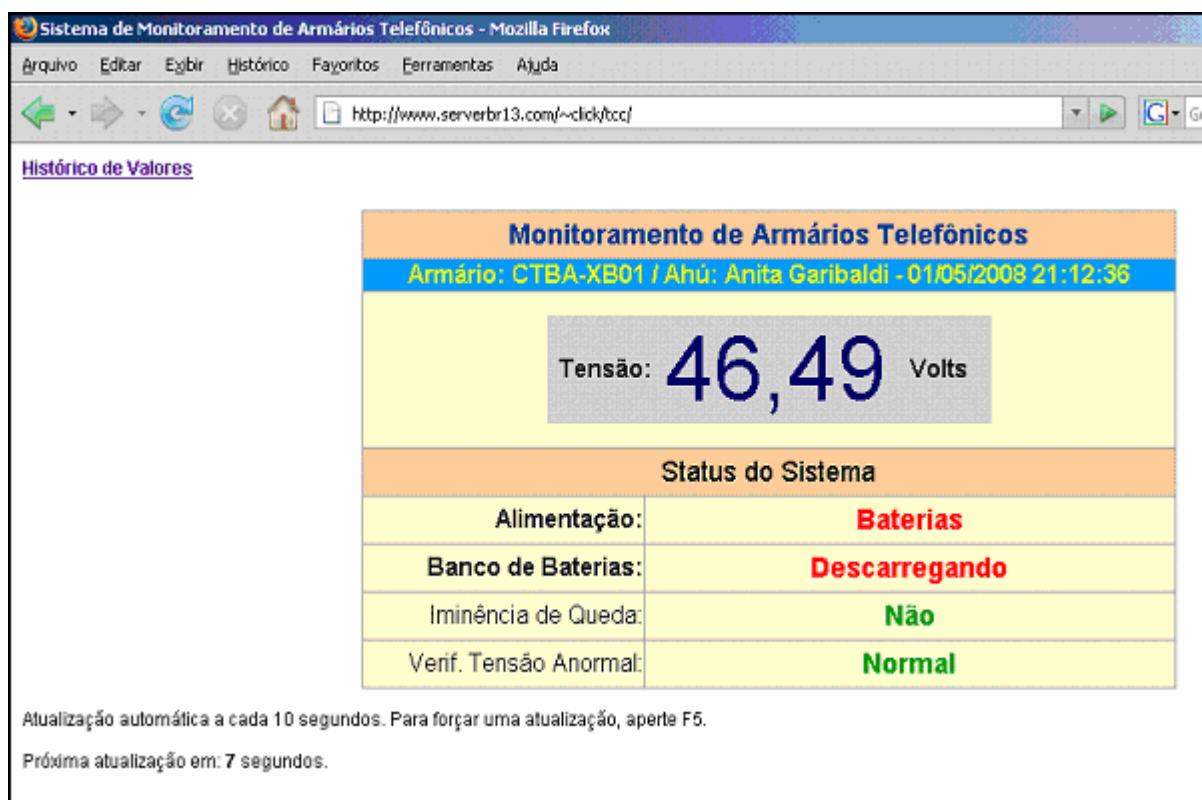 Sistema de Monitoramento de Armários Telefônicos - Mozilla Firefox
Arquivo Editar Exibir Histórico Favoritos Ferramentas Ajuda
http://www.serverbr13.com/~click/tcc/
Histórico de Valores
Monitoramento de Armários Telefônicos
Armário: CTBA-XB01 / Ahú: Anita Garibaldi - 01/05/2008 21:12:36
Tensão: 46,49 Volts
Status do Sistema
Alimentação: Baterias
Banco de Baterias: Descarregando
Iminência de Queda: Não
Verif. Tensão Anormal: Normal
Atualização automática a cada 10 segundos. Para forçar uma atualização, aperte F5.
Próxima atualização em: 7 segundos.